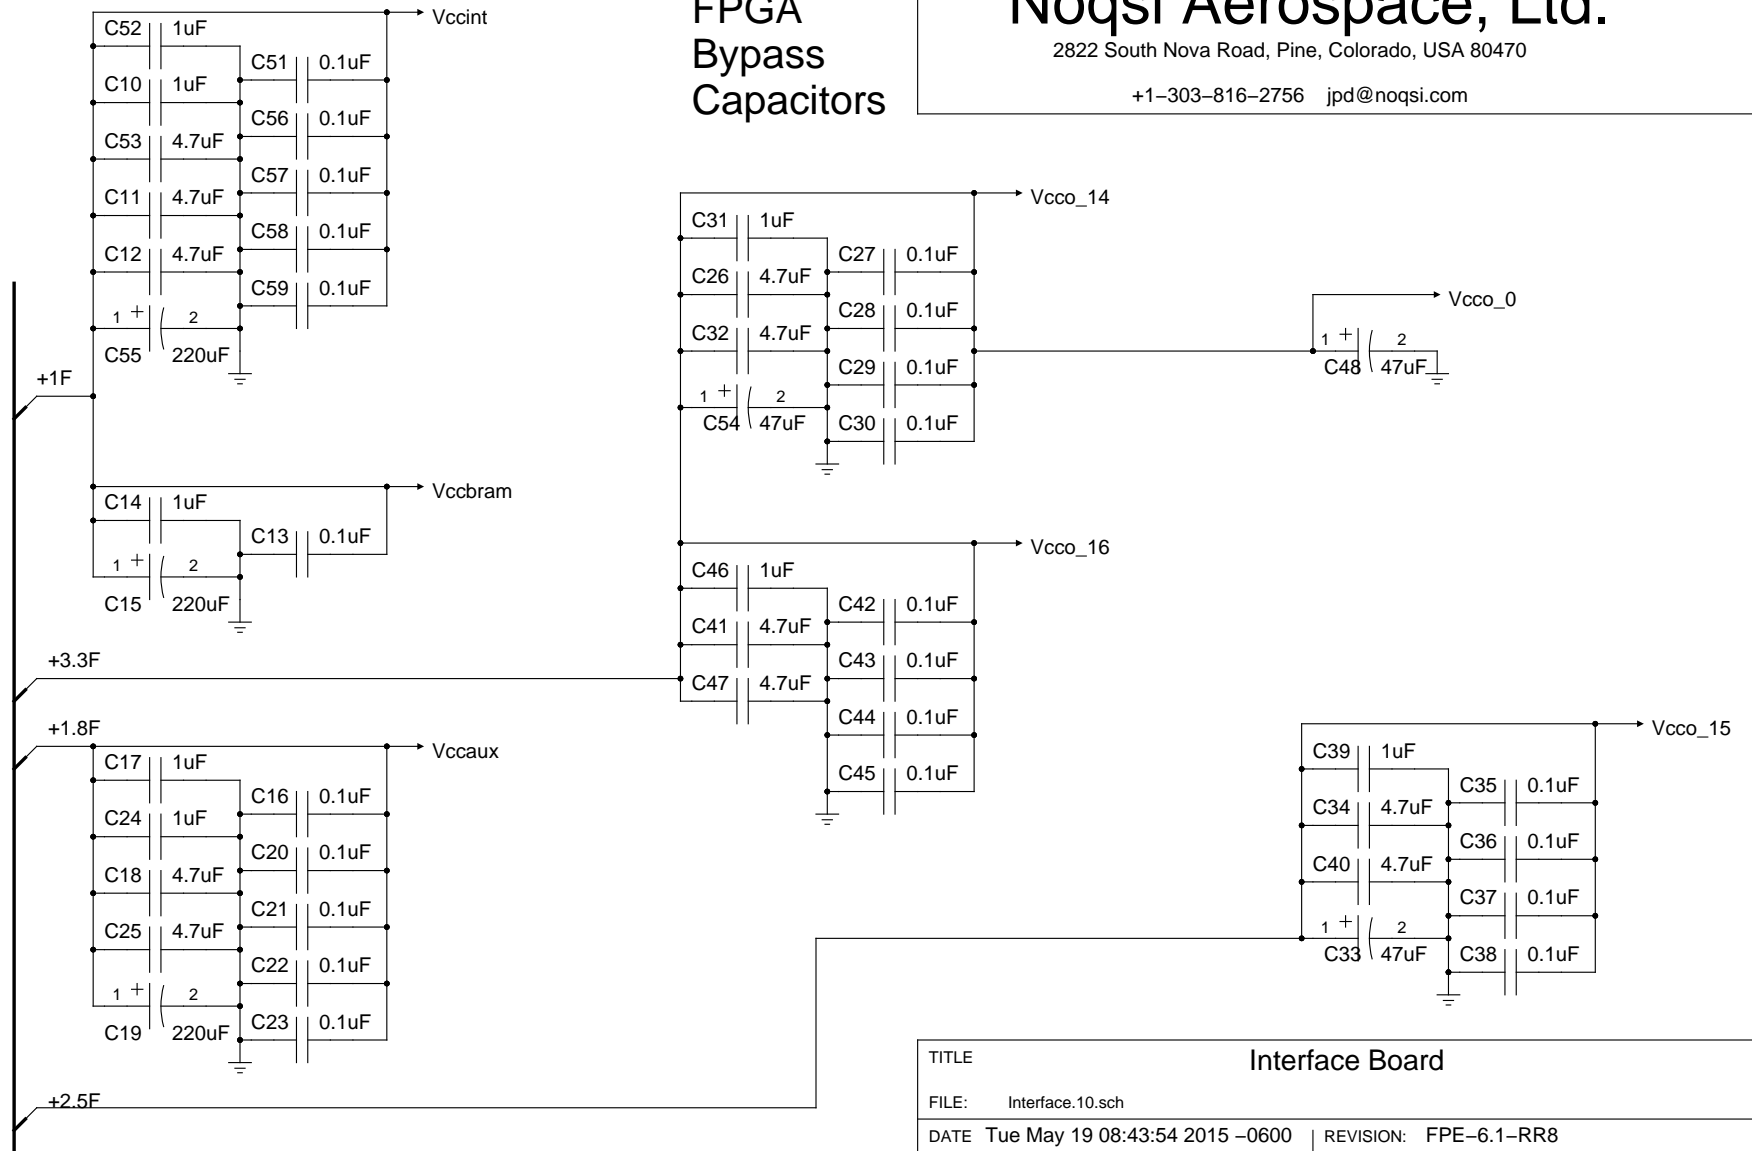 FPGA
Bypass
Capacitors
Noqsi Aerospace, Ltd.
2822 South Nova Road, Pine, Colorado, USA 80470
+1−303−816−2756 jpd@noqsi.com
Vccint
C52 1uF
C51 0.1uF
C10 1uF
C56 0.1uF
C53 4.7uF
C57 0.1uF
C11 4.7uF
C58 0.1uF
C12 4.7uF
C59 0.1uF
1 + 2
C55 220uF
+1F
Vccbram
C14 1uF
C13 0.1uF
1 + 2
C15 220uF
+3.3F
+1.8F
Vccaux
C17 1uF
C16 0.1uF
C24 1uF
C20 0.1uF
C18 4.7uF
C21 0.1uF
C25 4.7uF
C22 0.1uF
1 + 2
C19 220uF
C23 0.1uF
+2.5F
Vcco_14
C31 1uF
C27 0.1uF
C26 4.7uF
C28 0.1uF
C32 4.7uF
C29 0.1uF
1 + 2
C54 47uF
C30 0.1uF
Vcco_0
1 + 2
C48 47uF
Vcco_16
C46 1uF
C42 0.1uF
C41 4.7uF
C43 0.1uF
C47 4.7uF
C44 0.1uF
C45 0.1uF
Vcco_15
C39 1uF
C35 0.1uF
C34 4.7uF
C36 0.1uF
C40 4.7uF
C37 0.1uF
1 + 2
C33 47uF
C38 0.1uF
TITLE Interface Board
FILE: Interface.10.sch
DATE Tue May 19 08:43:54 2015 −0600 REVISION: FPE−6.1−RR8